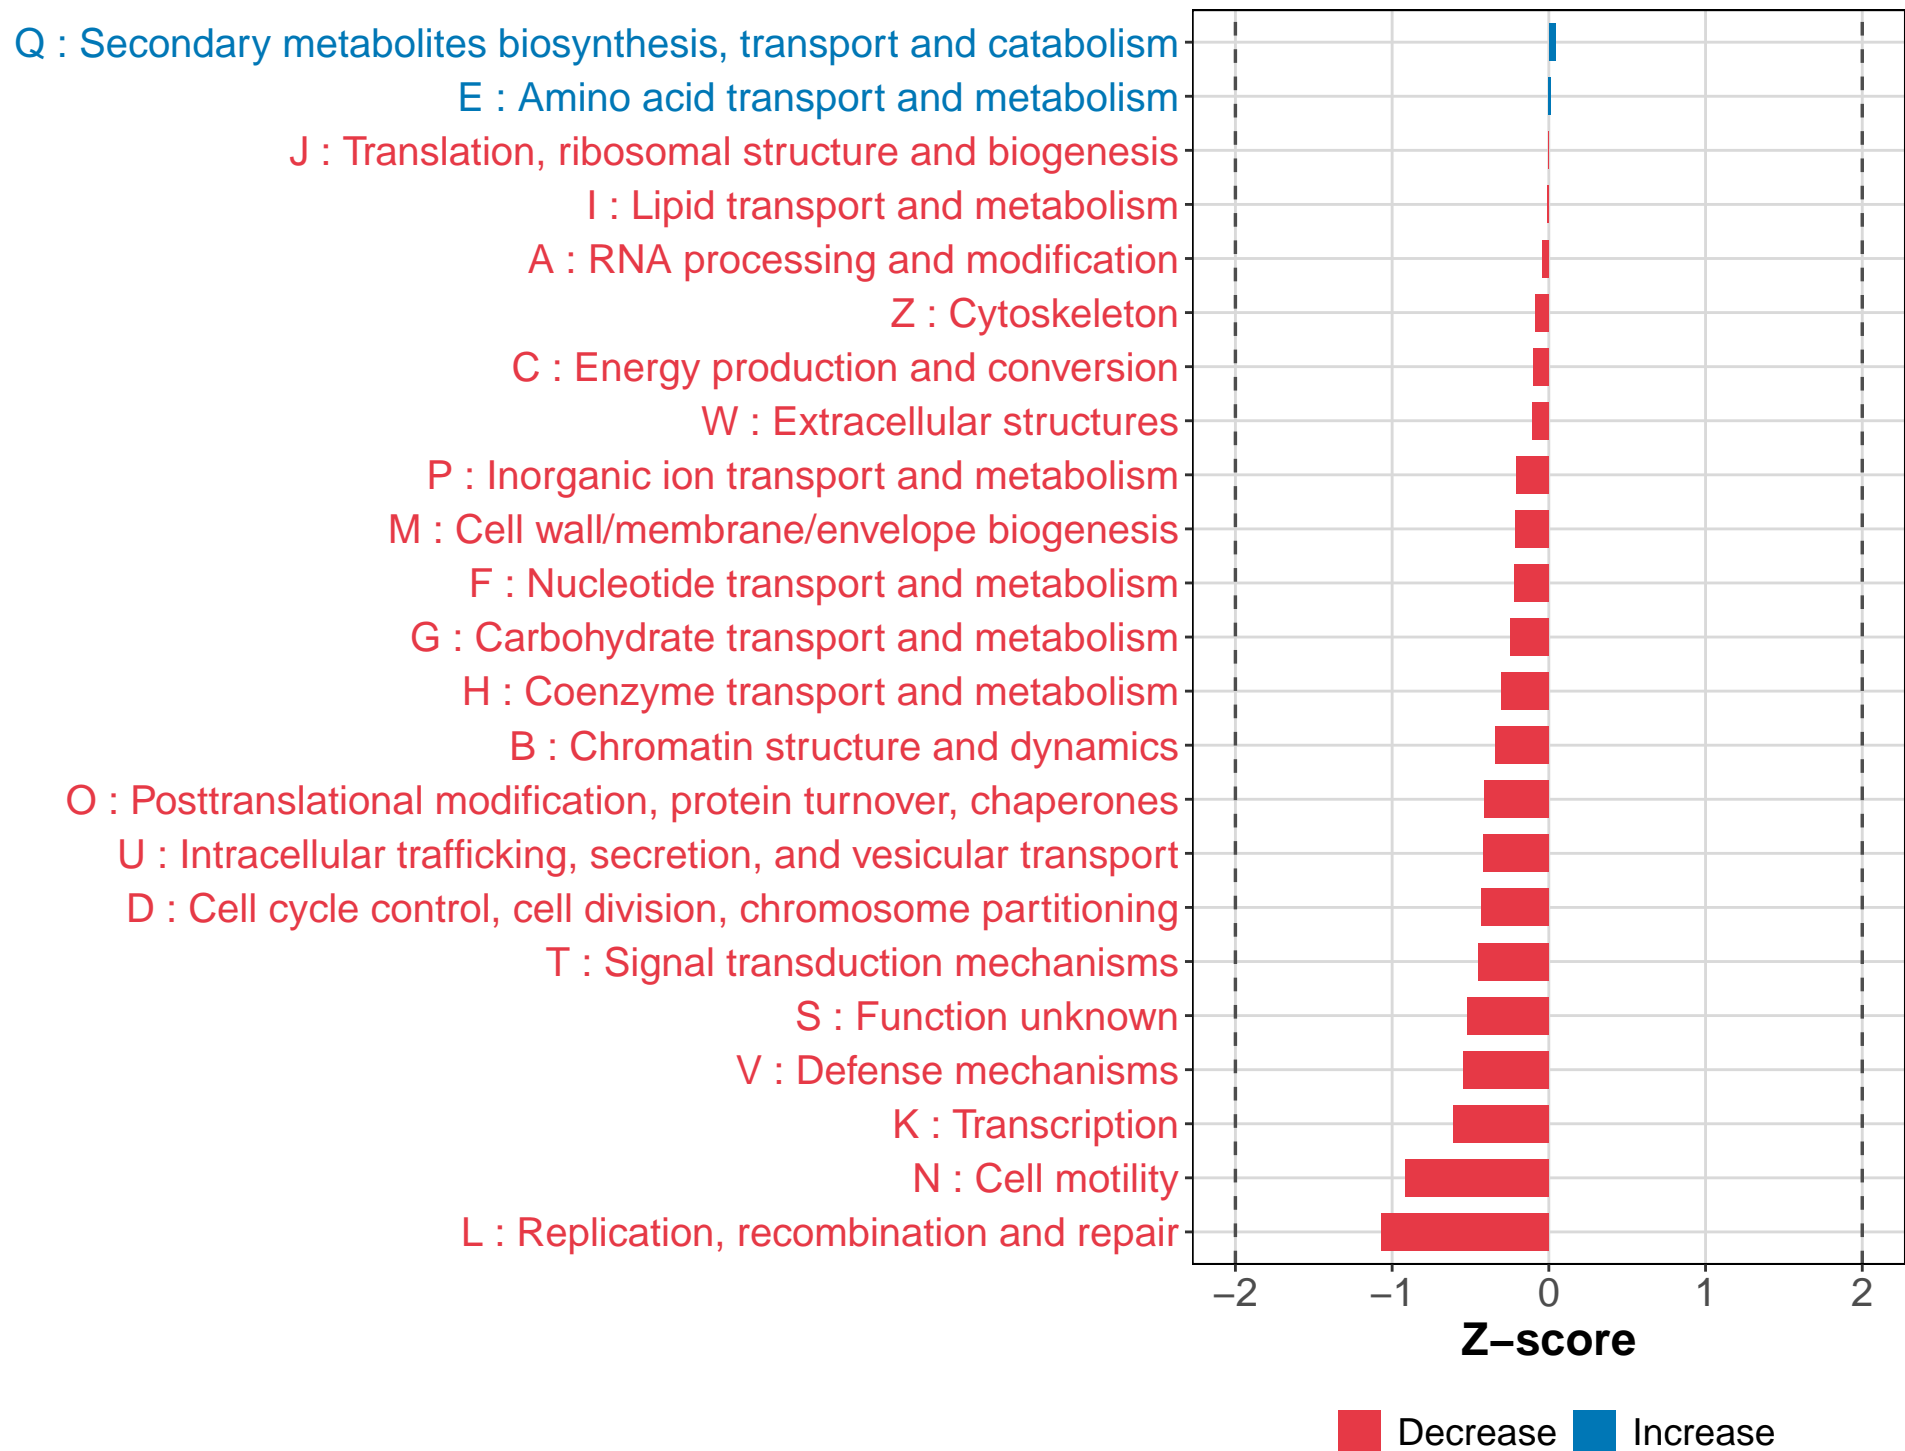 Q : Secondary metabolites biosynthesis, transport and catabolism
E : Amino acid transport and metabolism
J : Translation, ribosomal structure and biogenesis
I : Lipid transport and metabolism
A : RNA processing and modification
Z : Cytoskeleton
C : Energy production and conversion
W : Extracellular structures
P : Inorganic ion transport and metabolism
M : Cell wall/membrane/envelope biogenesis
F : Nucleotide transport and metabolism
G : Carbohydrate transport and metabolism
H : Coenzyme transport and metabolism
B : Chromatin structure and dynamics
O : Posttranslational modification, protein turnover, chaperones
U : Intracellular trafficking, secretion, and vesicular transport
D : Cell cycle control, cell division, chromosome partitioning
T : Signal transduction mechanisms
S : Function unknown
V : Defense mechanisms
K : Transcription
N : Cell motility
L : Replication, recombination and repair
−2 −1 0 1 2
Z−score
Decrease Increase